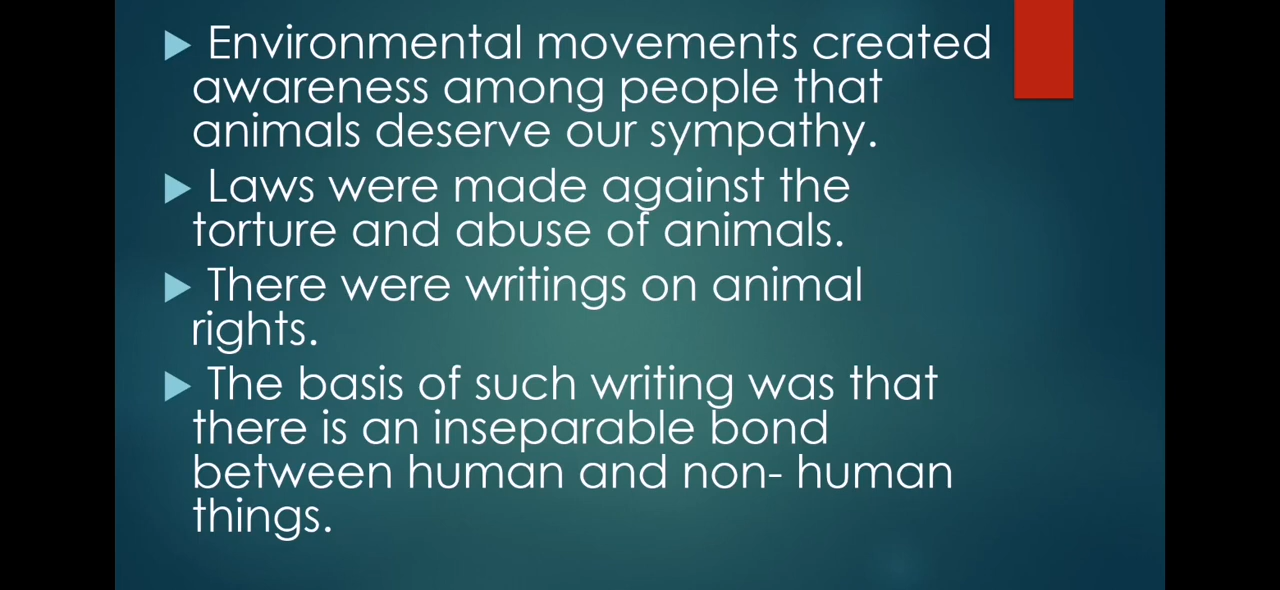 Environmental movements created
awareness among people that
animals deserve our sympathy.
Laws were made against the
torture and abuse of animals.
There were writings on animal
rights.
The basis of such writing was that
there is an inseparable bond
between human and non- human
things.